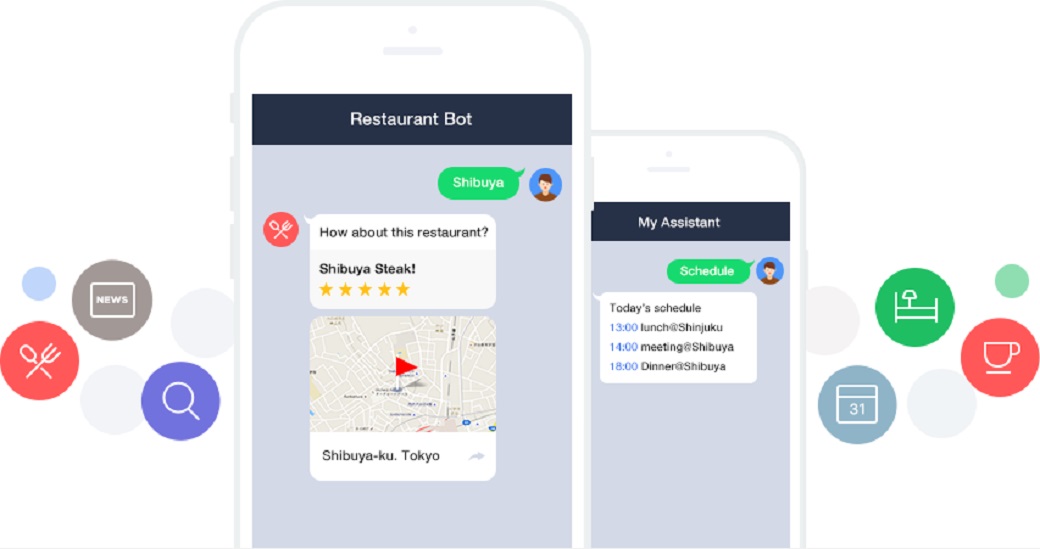 Restaurant Bot
Shibuya
How about this restaurant?
Shibuya Steak!
Shibuya-ku. Tokyo
My Assistant
Schedule
Today's schedule
13:00 lunch@Shinjuku
14:00 meeting@Shibuya
18:00 Dinner@Shibuya
NEWS
31